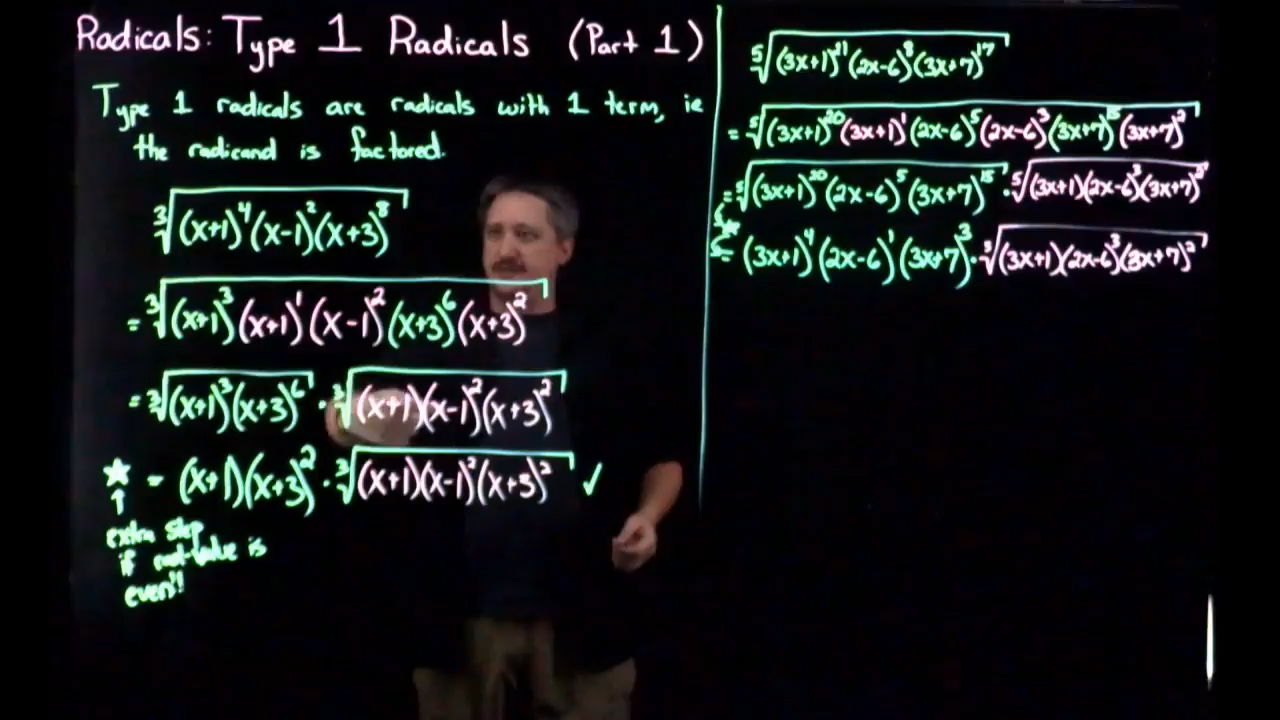 Radicals: Type 1 Radicals (Part 1)
Type 1 radicals are radicals with 1 term, ie
the radicand is factored.
∛((x+1)⁴(x-1)²(x+3)⁸)
= ∛((x+1)³(x+1)¹(x-1)²(x+3)⁶(x+3)²)
= ∛((x+1)³(x+3)⁶) · ∛((x+1)(x-1)²(x+3)²)
☆ = (x+1)(x+3)² · ∛((x+1)(x-1)²(x+3)²) ✓
↑
extra step
if root-value is
even!!
⁵√((3x+1)²¹(2x-6)⁸(3x+7)¹⁷)
= ⁵√((3x+1)²⁰(3x+1)¹(2x-6)⁵(2x-6)³(3x+7)¹⁵(3x+7)²)
= ⁵√((3x+1)²⁰(2x-6)⁵(3x+7)¹⁵) · ⁵√((3x+1)(2x-6)³(3x+7)²)
☆ = (3x+1)⁴(2x-6)¹(3x+7)³ · ⁵√((3x+1)(2x-6)³(3x+7)²)